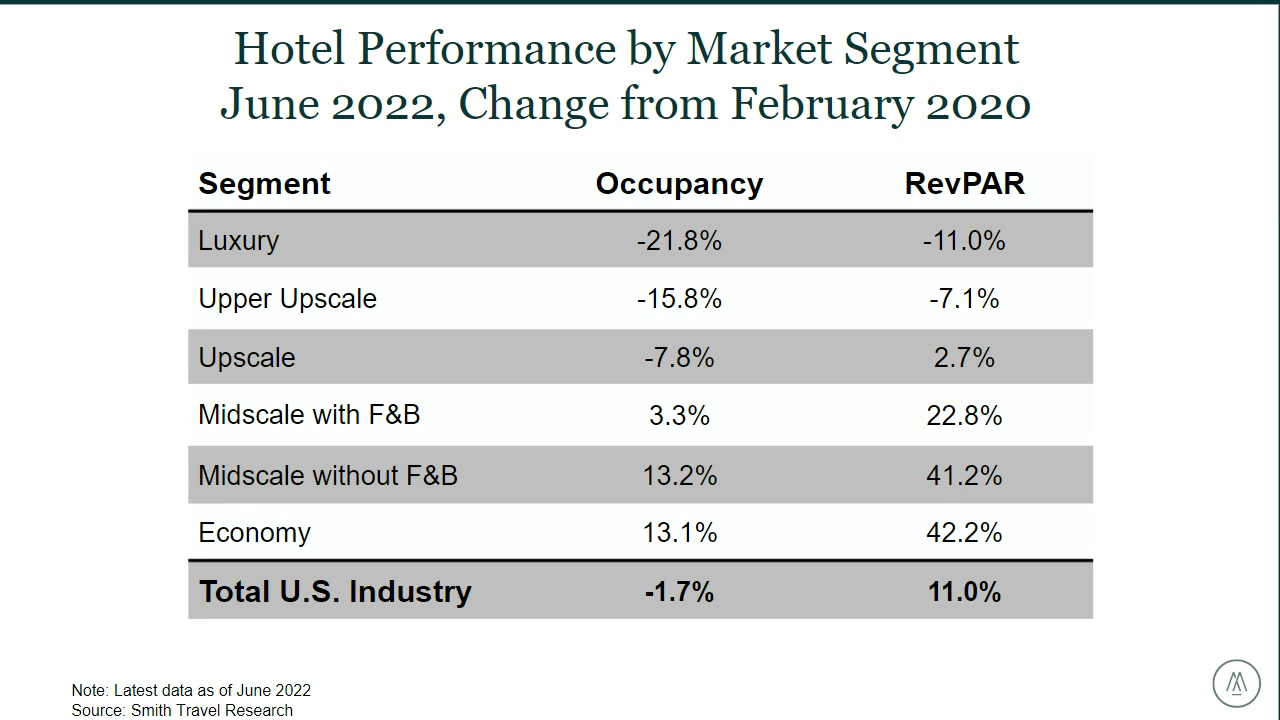 Hotel Performance by Market Segment
June 2022, Change from February 2020
Segment Occupancy RevPAR
Luxury -21.8% -11.0%
Upper Upscale -15.8% -7.1%
Upscale -7.8% 2.7%
Midscale with F&B 3.3% 22.8%
Midscale without F&B 13.2% 41.2%
Economy 13.1% 42.2%
Total U.S. Industry -1.7% 11.0%
Note: Latest data as of June 2022
Source: Smith Travel Research